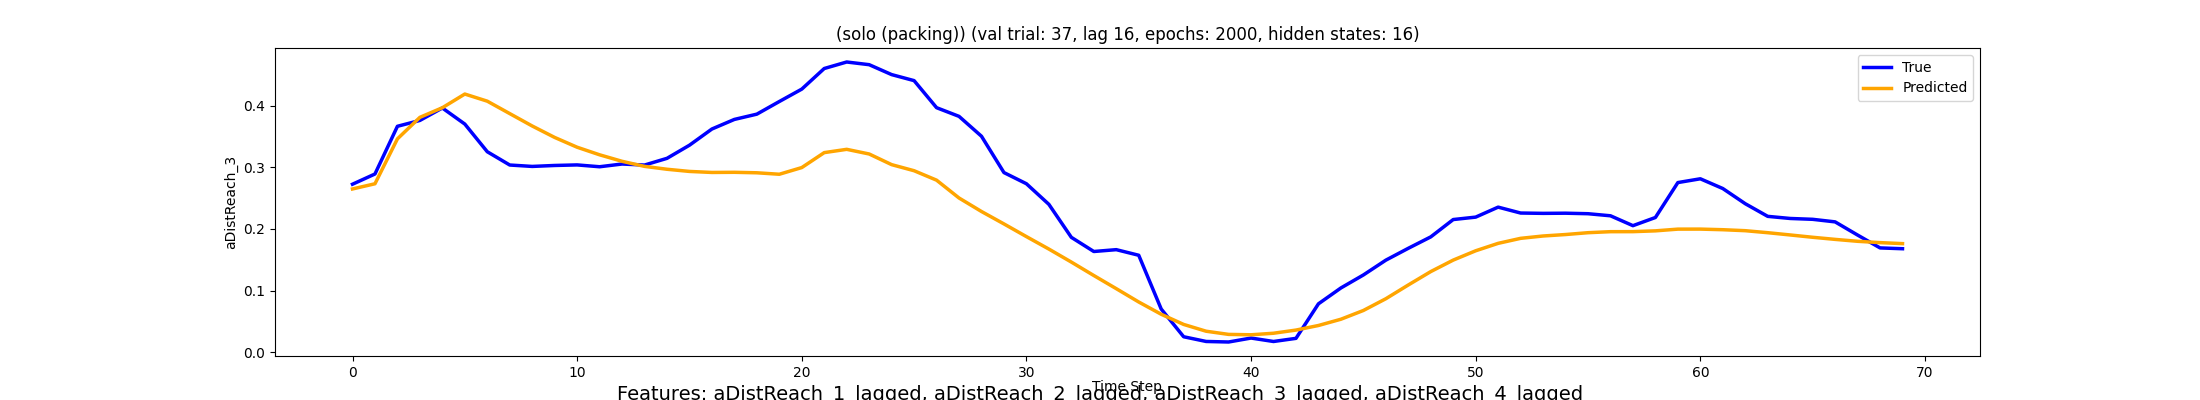 (solo (packing)) (val trial: 37, lag 16, epochs: 2000, hidden states: 16)
True
Predicted
aDistReach_3
0.4
0.3
0.2
0.1
0.0
0 10 20 30 40 50 60 70
Time Step
Features: aDistReach_1_lagged, aDistReach_2_lagged, aDistReach_3_lagged, aDistReach_4_lagged